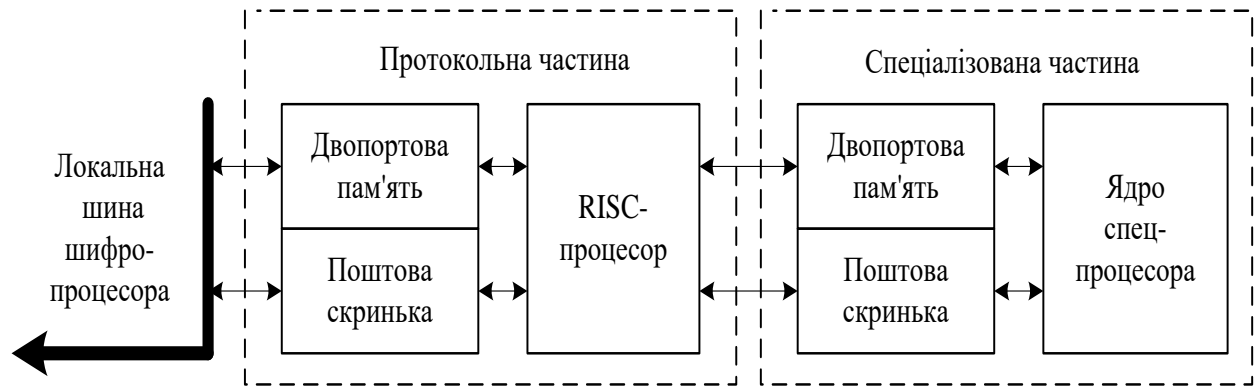 Протокольна частина
Спеціалізована частина
Локальна
шина
шифро-
процесора
Двопортова
пам'ять
Поштова
скринька
RISC-
процесор
Двопортова
пам'ять
Поштова
скринька
Ядро
спец-
процесора